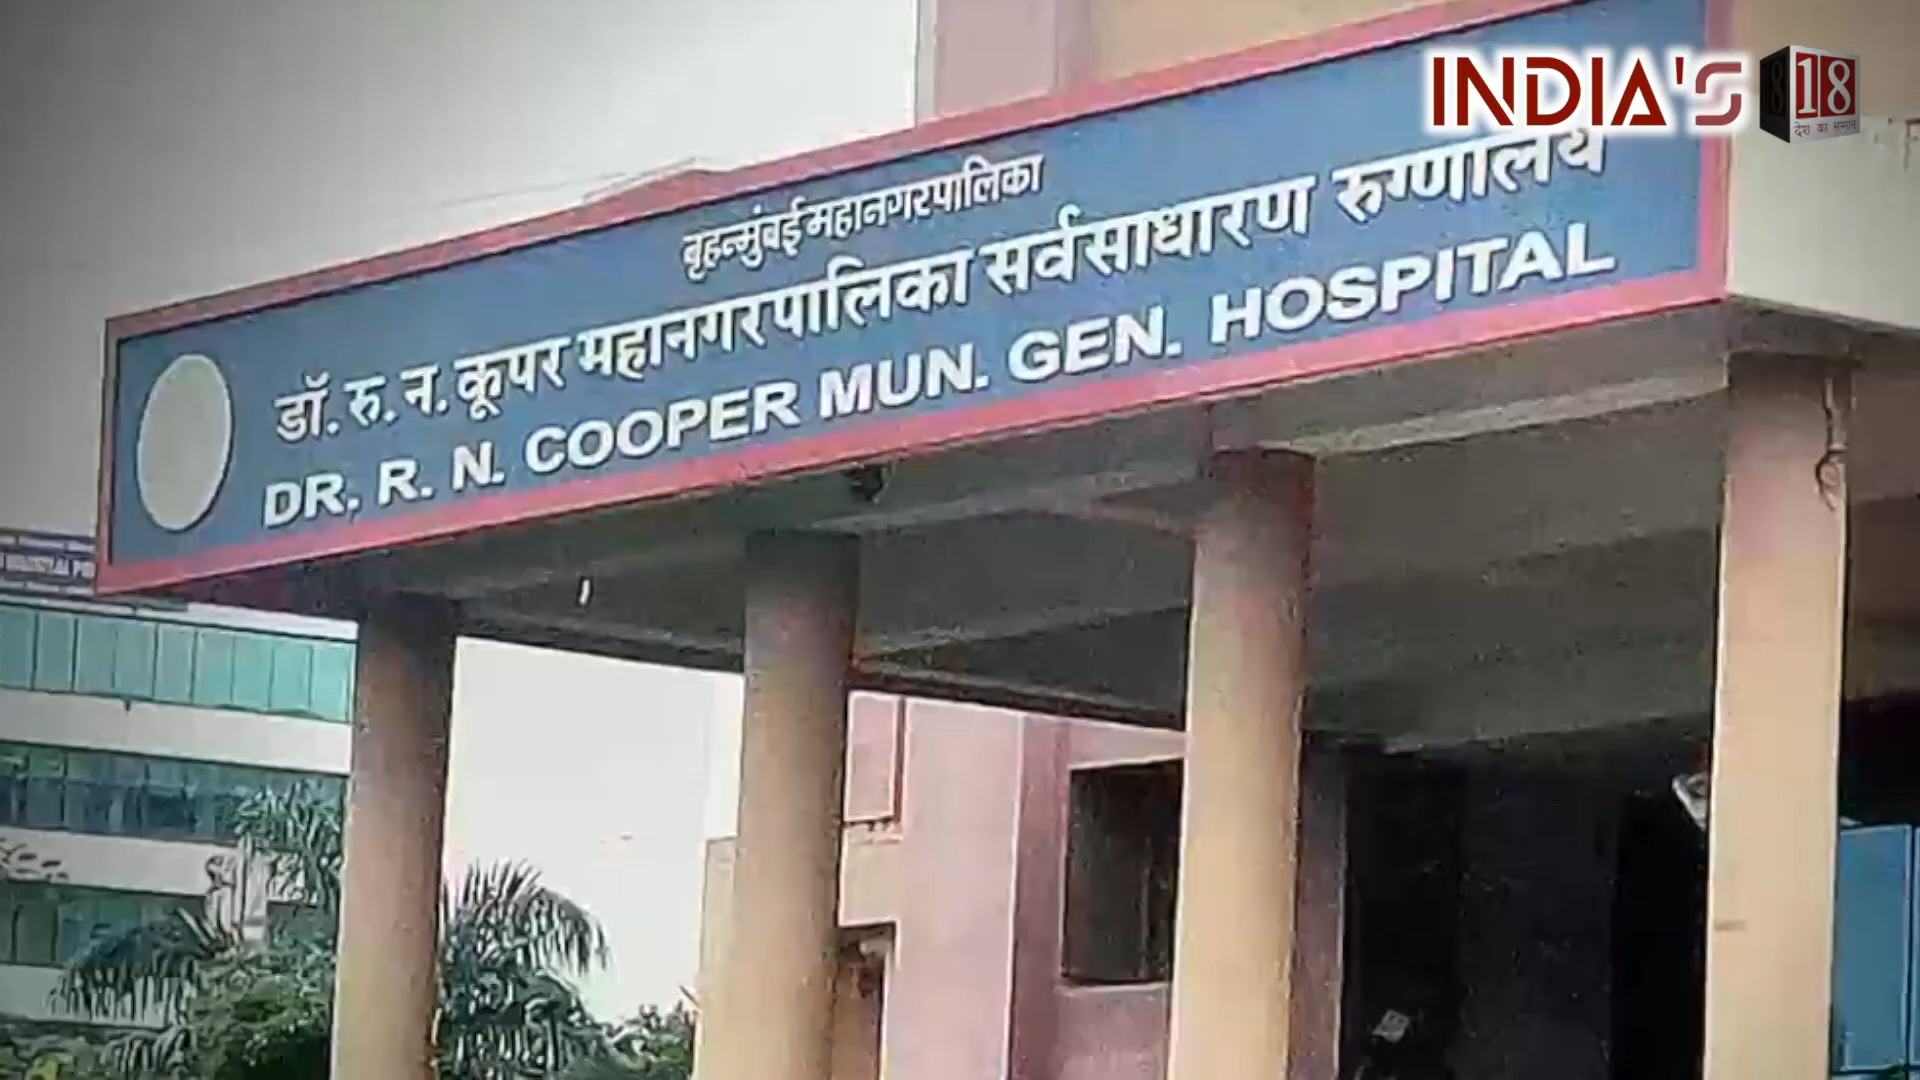 INDIA'S 18
देश का सम्मान
बृहन्मुंबई महानगरपालिका
डॉ. रु. न. कूपर महानगरपालिका सर्वसाधारण रुग्णालय
DR. R. N. COOPER MUN. GEN. HOSPITAL